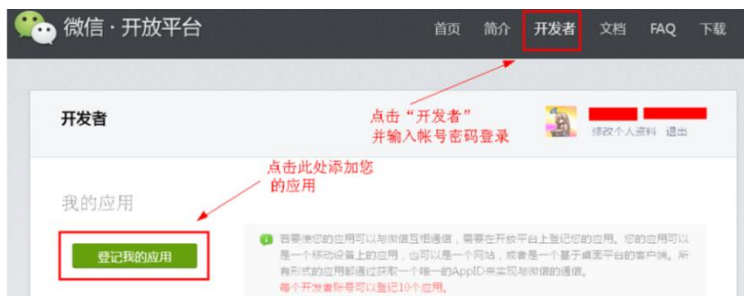 微信·开放平台
首页 简介 开发者 文档 FAQ 下载
开发者
点击“开发者”
并输入帐号密码登录
修改个人资料 退出
点击此处添加您
的应用
我的应用
登记我的应用
若要使您的应用可以与微信互相通信，需要在开放平台上登记您的应用。您的应用可以
是一个移动设备上的应用，也可以是一个网站，或者是一个基于桌面平台的客户端。所
有形式的应用都通过获取一个唯一的AppID来实现与微信的通信。
每个开发者账号可以登记10个应用。